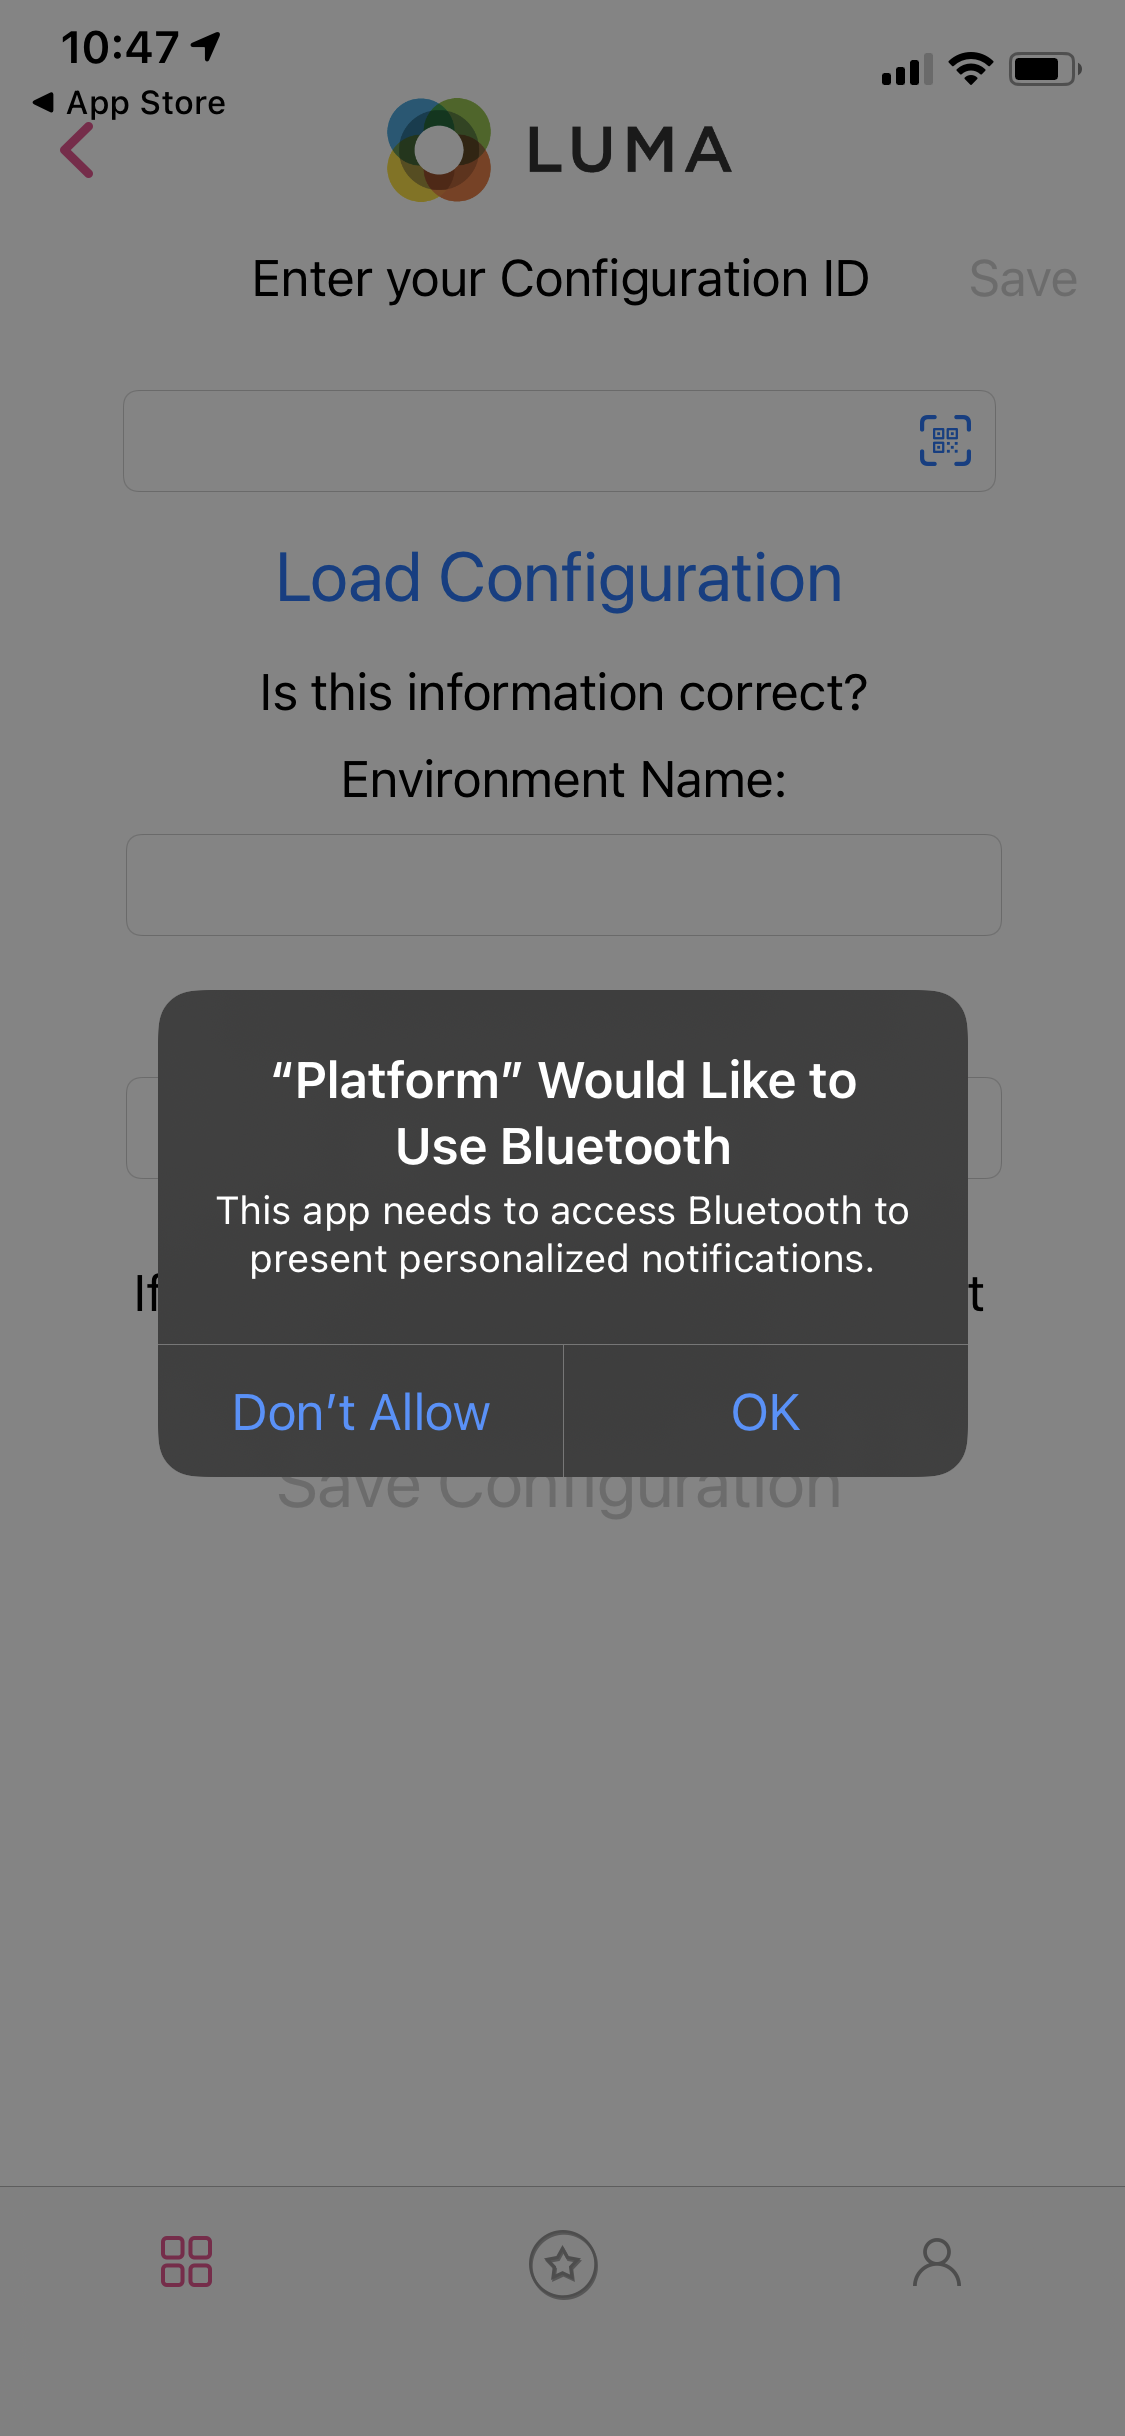 10:47
App Store
LUMA
Enter your Configuration ID
Save
Load Configuration
Is this information correct?
Environment Name:
“Platform” Would Like to
Use Bluetooth
This app needs to access Bluetooth to
present personalized notifications.
If
t
Don’t Allow
OK
Save Configuration